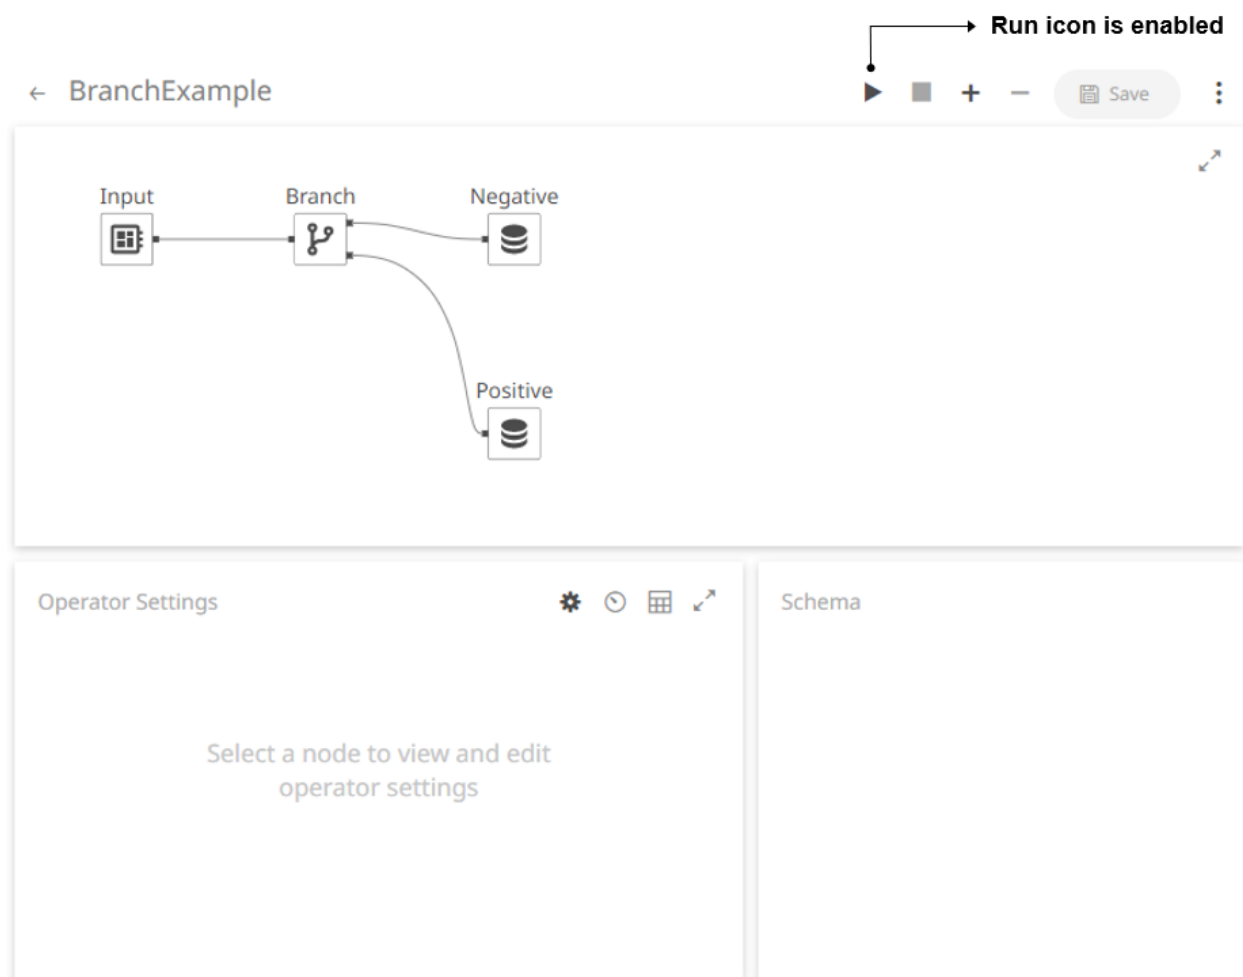 Run icon is enabled
BranchExample
Save
Input
Branch
Negative
Positive
Operator Settings
Schema
Select a node to view and edit
operator settings